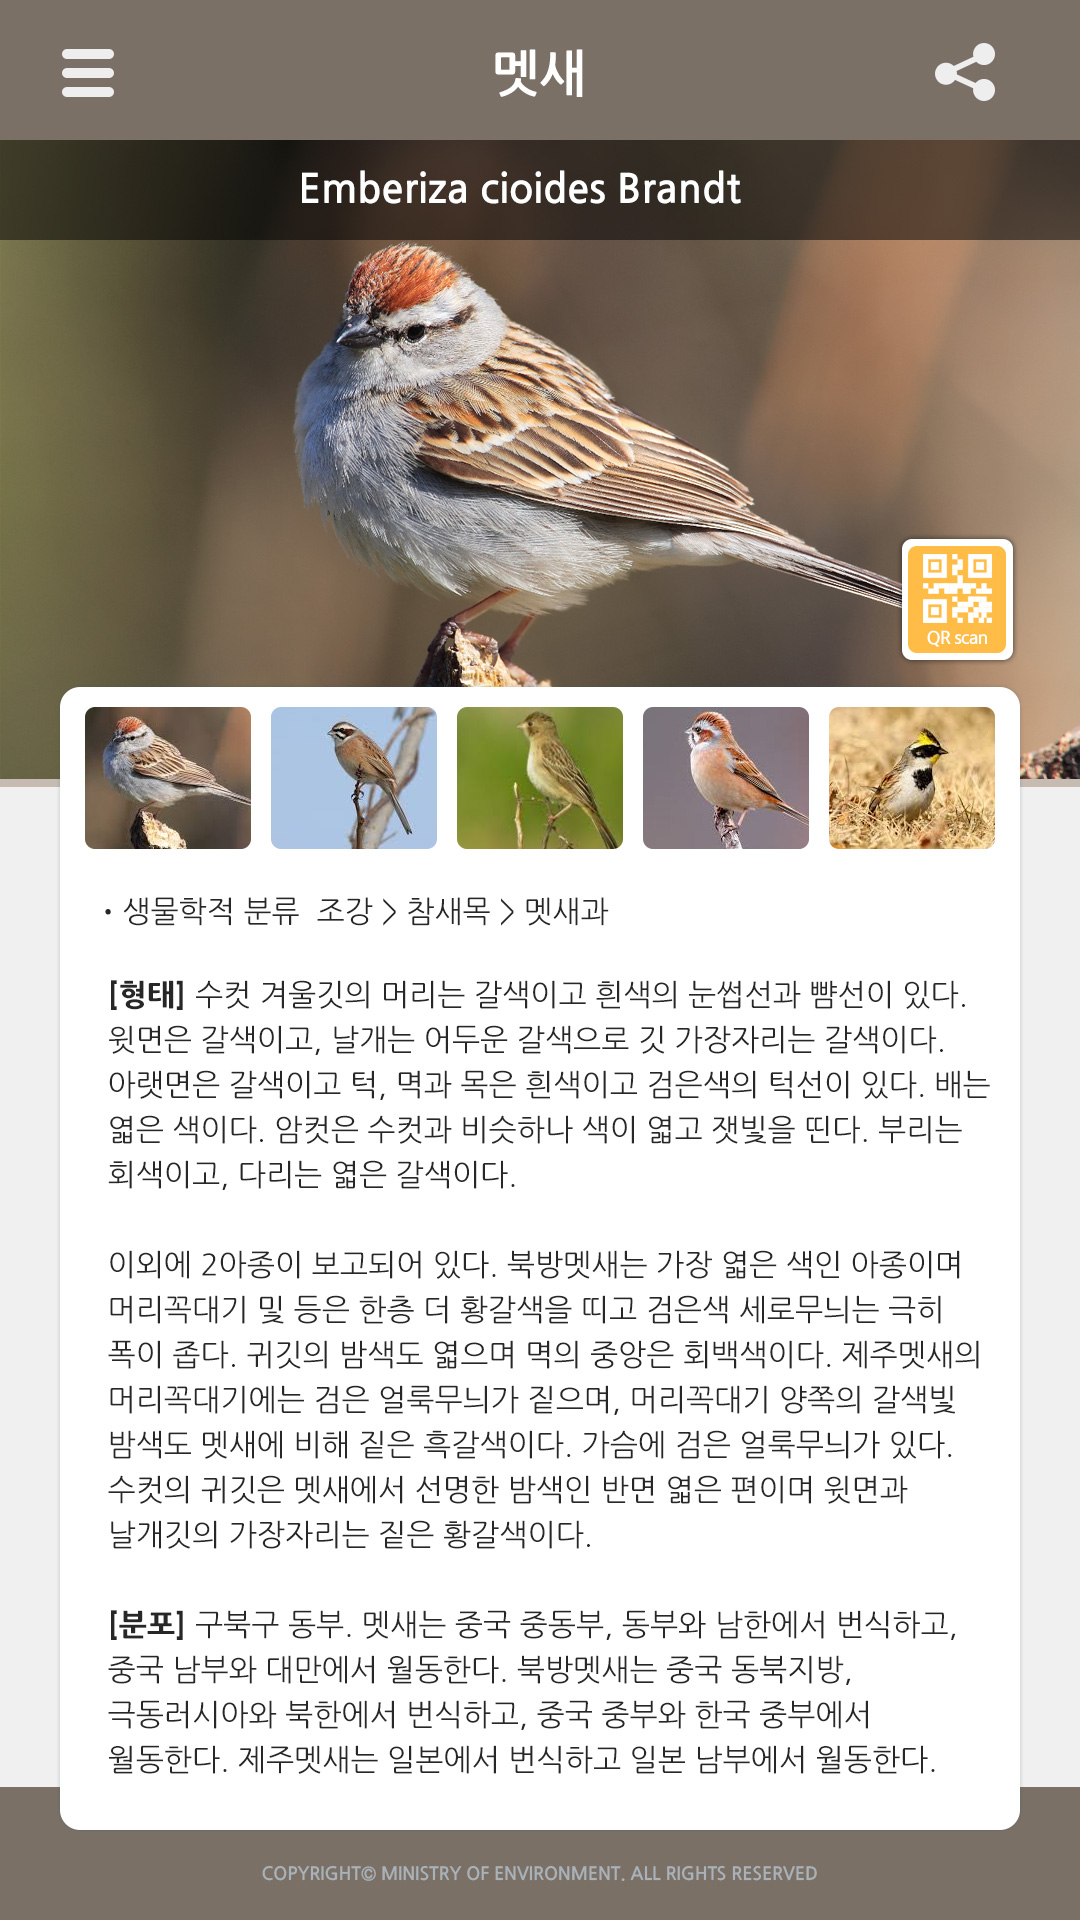 멧새
Emberiza cioides Brandt
QR scan
• 생물학적 분류 조강 > 참새목 > 멧새과
[형태] 수컷 겨울깃의 머리는 갈색이고 흰색의 눈썹선과 뺨선이 있다.
윗면은 갈색이고, 날개는 어두운 갈색으로 깃 가장자리는 갈색이다.
아랫면은 갈색이고 턱, 멱과 목은 흰색이고 검은색의 턱선이 있다. 배는
엷은 색이다. 암컷은 수컷과 비슷하나 색이 엷고 잿빛을 띤다. 부리는
회색이고, 다리는 엷은 갈색이다.
이외에 2아종이 보고되어 있다. 북방멧새는 가장 엷은 색인 아종이며
머리꼭대기 및 등은 한층 더 황갈색을 띠고 검은색 세로무늬는 극히
폭이 좁다. 귀깃의 밤색도 엷으며 멱의 중앙은 회백색이다. 제주멧새의
머리꼭대기에는 검은 얼룩무늬가 짙으며, 머리꼭대기 양쪽의 갈색빛
밤색도 멧새에 비해 짙은 흑갈색이다. 가슴에 검은 얼룩무늬가 있다.
수컷의 귀깃은 멧새에서 선명한 밤색인 반면 엷은 편이며 윗면과
날개깃의 가장자리는 짙은 황갈색이다.
[분포] 구북구 동부. 멧새는 중국 중동부, 동부와 남한에서 번식하고,
중국 남부와 대만에서 월동한다. 북방멧새는 중국 동북지방,
극동러시아와 북한에서 번식하고, 중국 중부와 한국 중부에서
월동한다. 제주멧새는 일본에서 번식하고 일본 남부에서 월동한다.
COPYRIGHT© MINISTRY OF ENVIRONMENT. ALL RIGHTS RESERVED